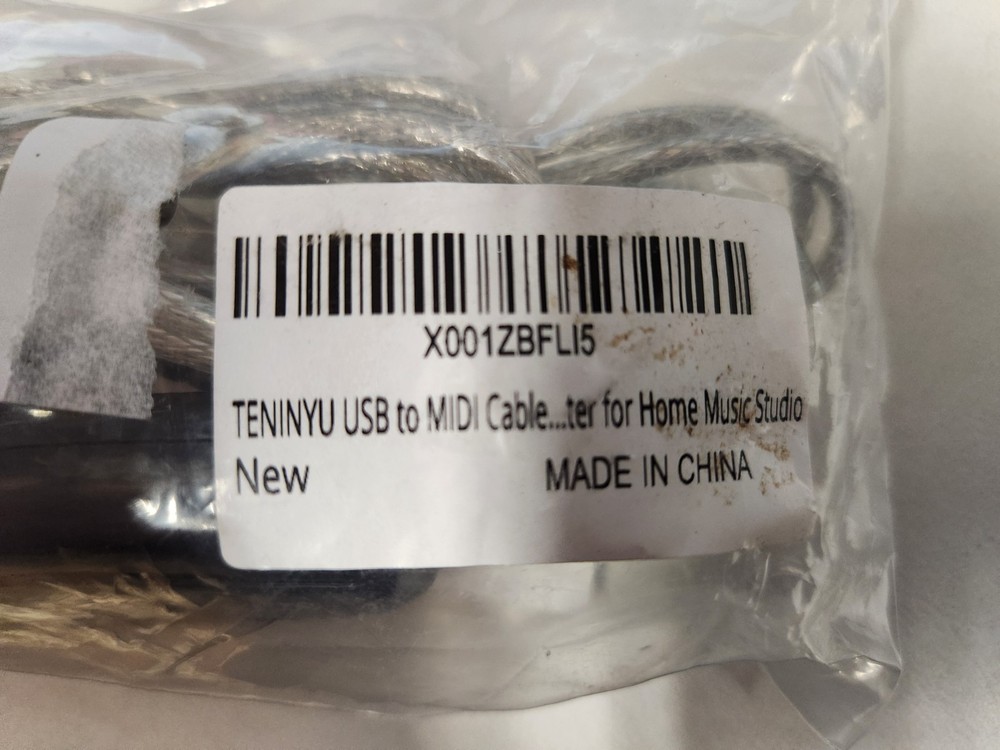 X001ZBFLI5
TENINYU USB to MIDI Cable...ter for Home Music Studio
New MADE IN CHINA